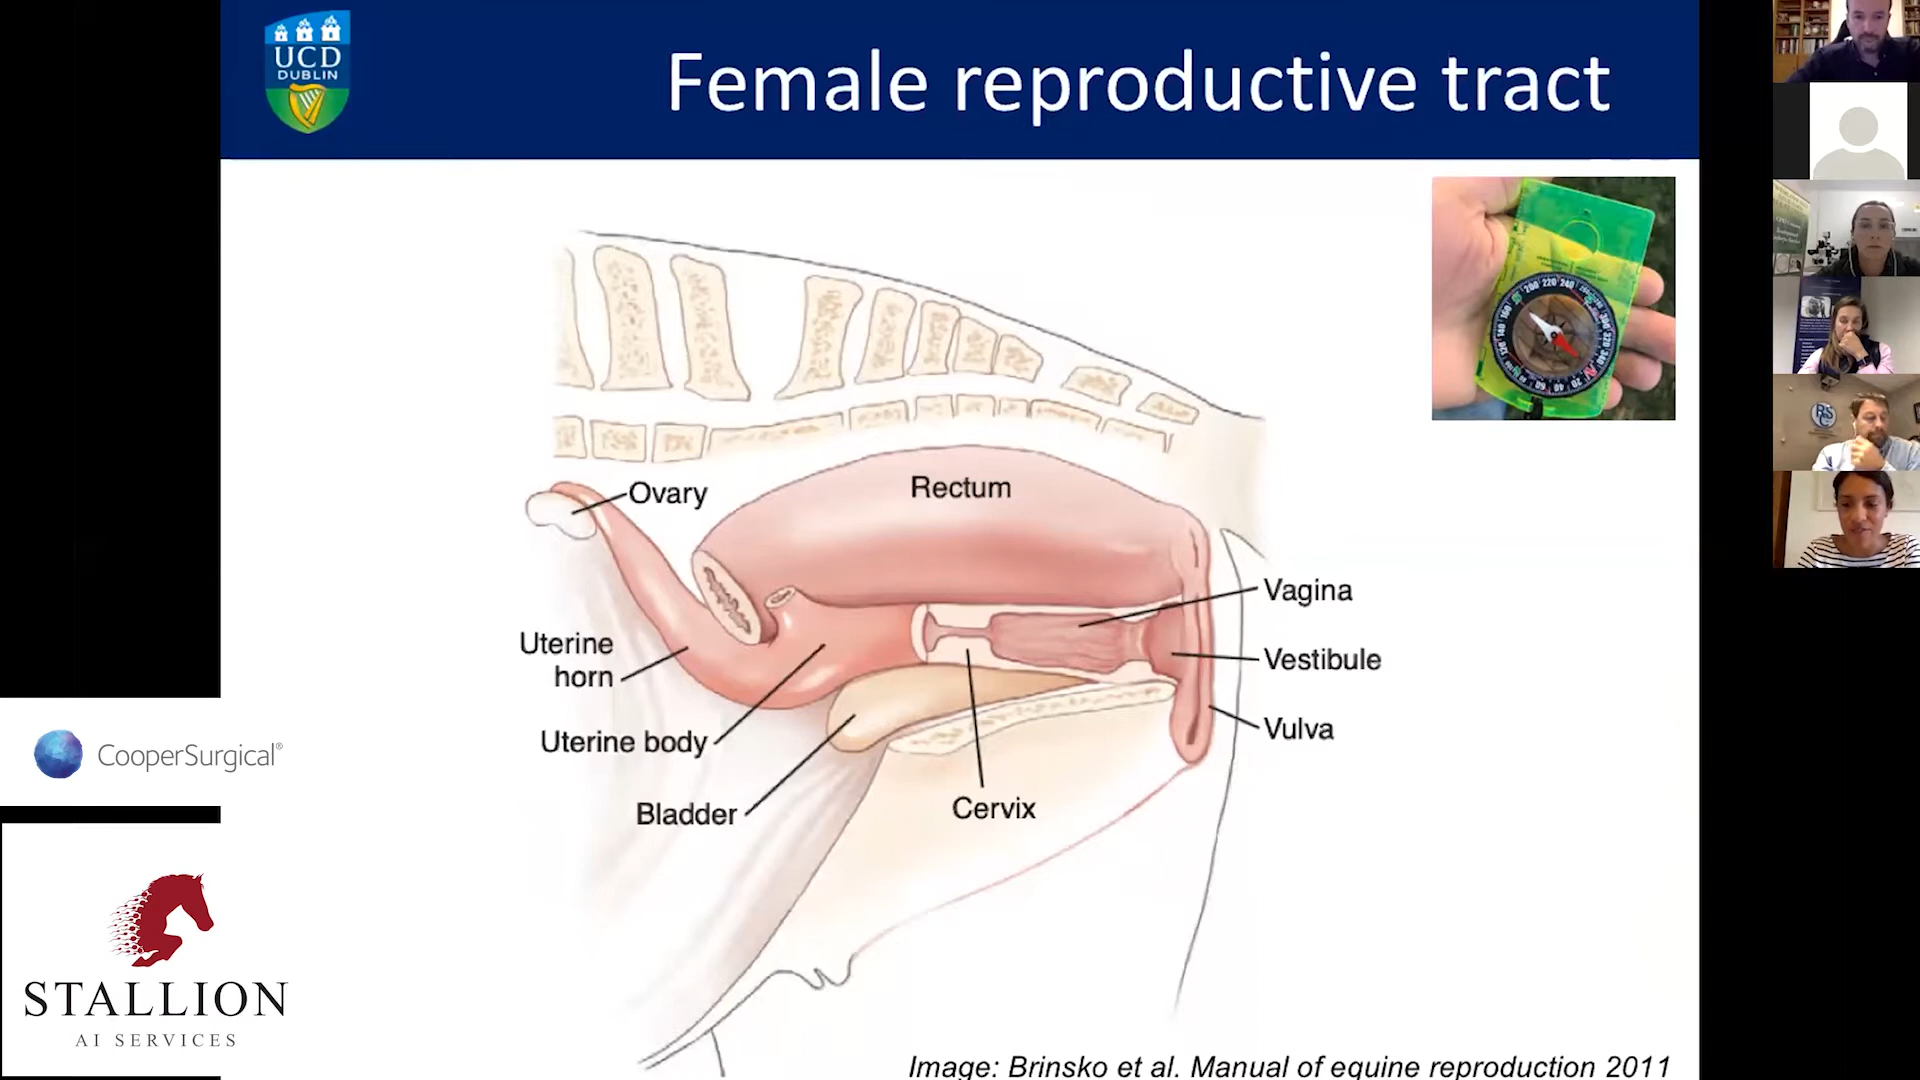 UCD
DUBLIN
Female reproductive tract
Ovary
Rectum
Vagina
Uterine
horn
Vestibule
Uterine body
Vulva
Bladder
Cervix
CooperSurgical®
STALLION
AI SERVICES
Image: Brinsko et al. Manual of equine reproduction 2011